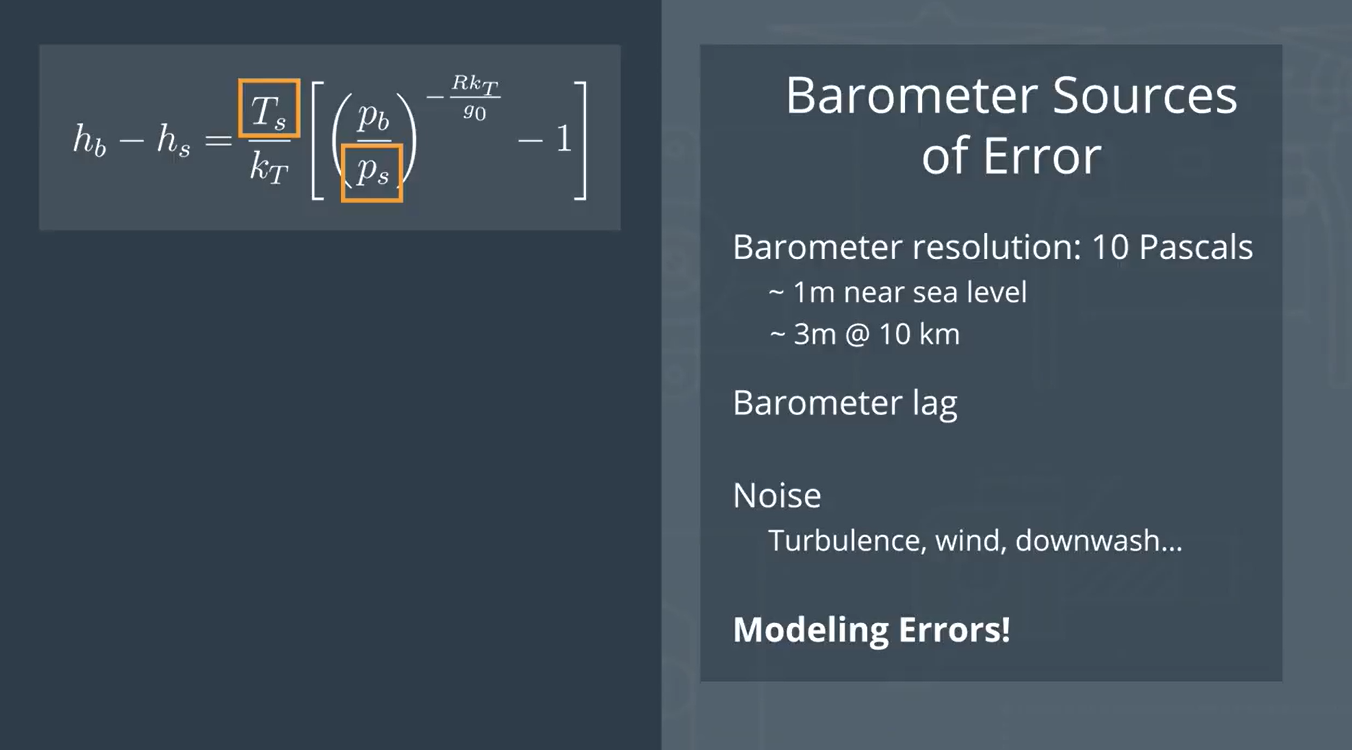 h_b − h_s = \frac{T_s}{k_T} \left[ \left( \frac{p_b}{p_s} \right)^{-\frac{Rk_T}{g_0}} − 1 \right]
Barometer Sources
of Error
Barometer resolution: 10 Pascals
~ 1m near sea level
~ 3m @ 10 km
Barometer lag
Noise
Turbulence, wind, downwash...
Modeling Errors!